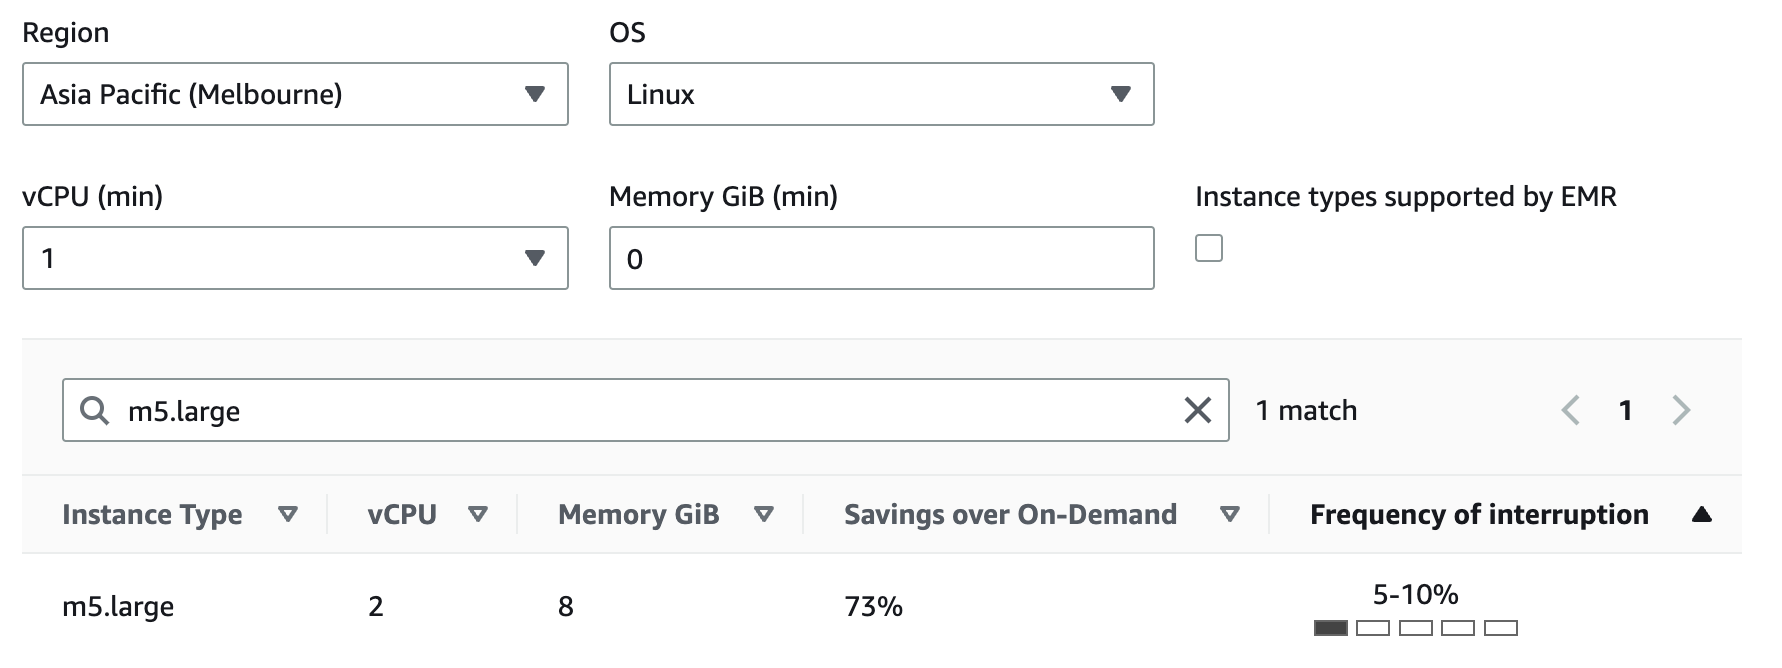 Region OS
Asia Pacific (Melbourne) Linux
vCPU (min) Memory GiB (min) Instance types supported by EMR
1 0
m5.large 1 match 1
Instance Type vCPU Memory GiB Savings over On-Demand Frequency of interruption
m5.large 2 8 73% 5-10%